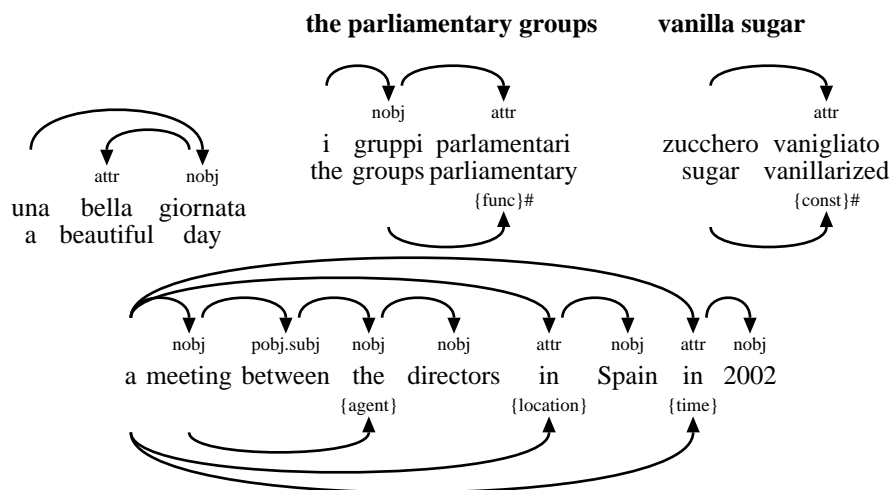 the parliamentary groups
vanilla sugar
nobj attr
i gruppi parlamentari
the groups parliamentary
{func}#
attr
zucchero vanigliato
sugar vanillarized
{const}#
attr nobj
una bella giornata
a beautiful day
nobj pobj.subj nobj nobj attr nobj attr nobj
a meeting between the directors in Spain in 2002
{agent} {location} {time}